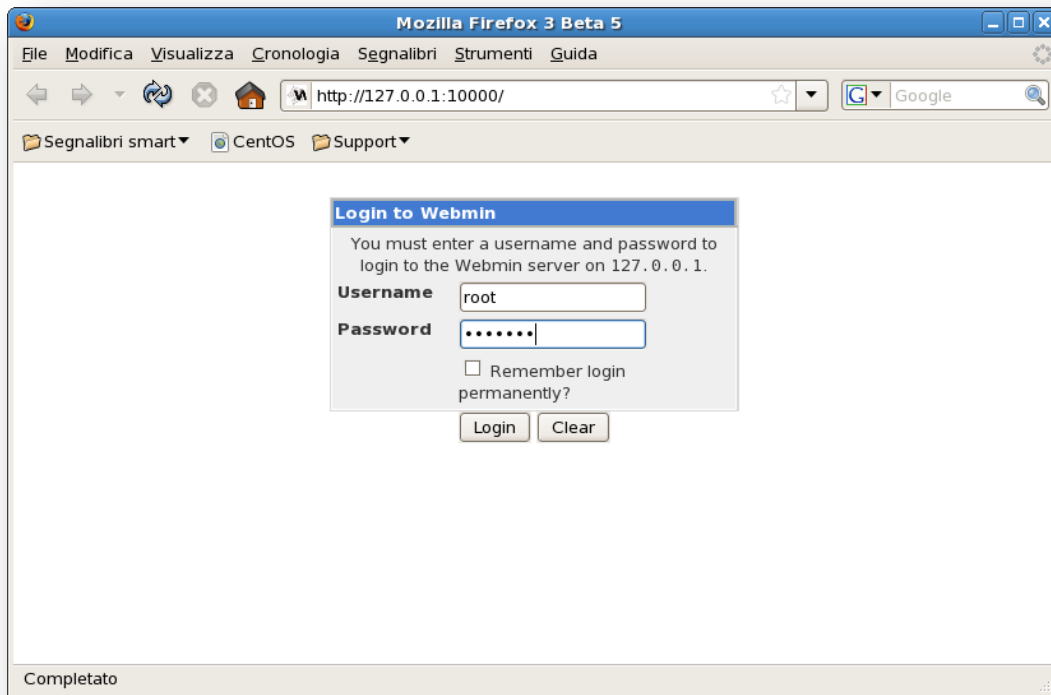 Mozilla Firefox 3 Beta 5
File Modifica Visualizza Cronologia Segnalibri Strumenti Guida
http://127.0.0.1:10000/ G Google
Segnalibri smart CentOS Support
Login to Webmin
You must enter a username and password to
login to the Webmin server on 127.0.0.1.
Username root
Password •••••••
Remember login
permanently?
Login Clear
Completato